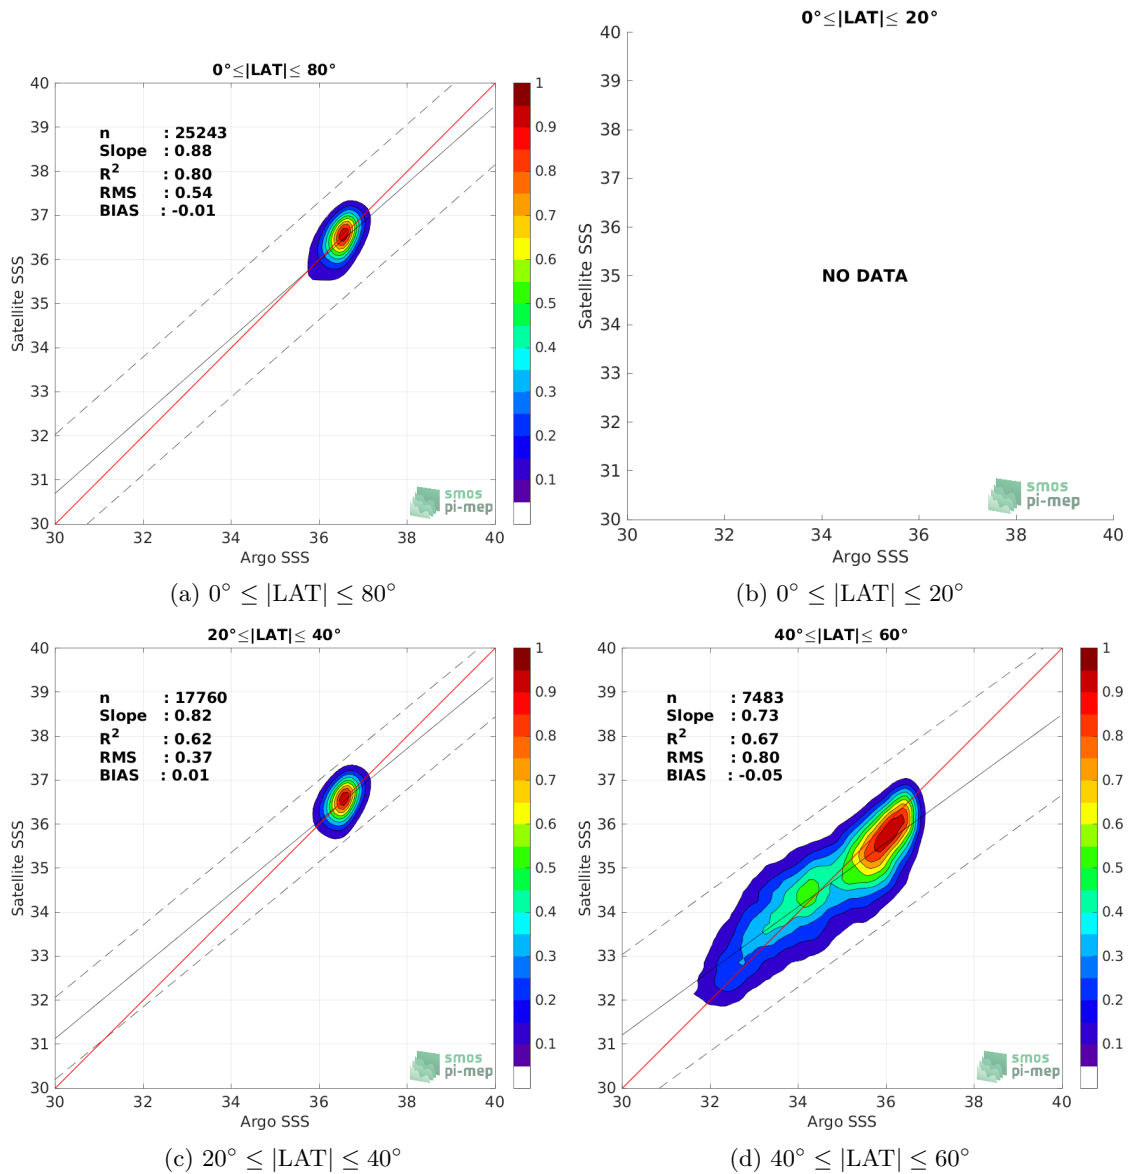 0°≤|LAT|≤ 80°
40
39
38
37
36
35
34
33
32
31
30
Satellite SSS
n : 25243
Slope : 0.88
R² : 0.80
RMS : 0.54
BIAS : -0.01
smos
pi-mep
30 32 34 36 38 40
Argo SSS
1
0.9
0.8
0.7
0.6
0.5
0.4
0.3
0.2
0.1
(a) 0° ≤ |LAT| ≤ 80°
0°≤|LAT|≤ 20°
40
39
38
37
36
35
34
33
32
31
30
Satellite SSS
NO DATA
smos
pi-mep
30 32 34 36 38 40
Argo SSS
(b) 0° ≤ |LAT| ≤ 20°
20°≤|LAT|≤ 40°
40
39
38
37
36
35
34
33
32
31
30
Satellite SSS
n : 17760
Slope : 0.82
R² : 0.62
RMS : 0.37
BIAS : 0.01
smos
pi-mep
30 32 34 36 38 40
Argo SSS
1
0.9
0.8
0.7
0.6
0.5
0.4
0.3
0.2
0.1
(c) 20° ≤ |LAT| ≤ 40°
40°≤|LAT|≤ 60°
40
39
38
37
36
35
34
33
32
31
30
Satellite SSS
n : 7483
Slope : 0.73
R² : 0.67
RMS : 0.80
BIAS : -0.05
smos
pi-mep
30 32 34 36 38 40
Argo SSS
1
0.9
0.8
0.7
0.6
0.5
0.4
0.3
0.2
0.1
(d) 40° ≤ |LAT| ≤ 60°